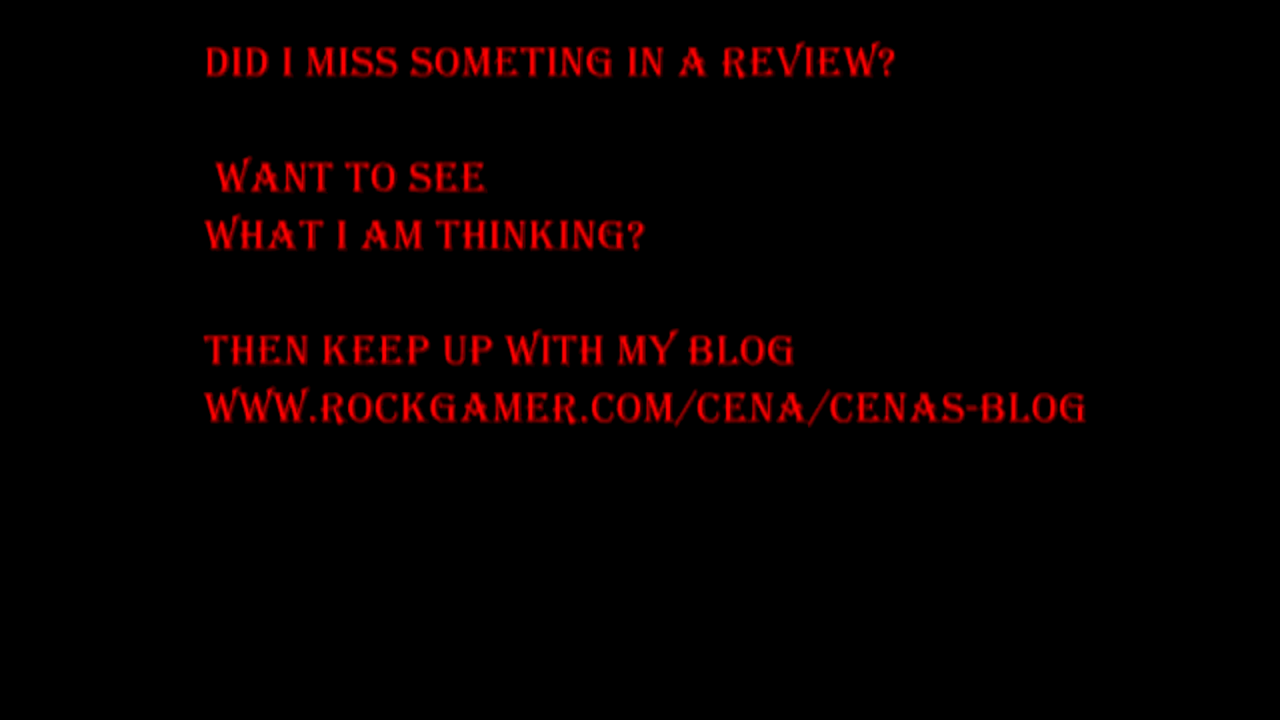 DID I MISS SOMETING IN A REVIEW?
WANT TO SEE
WHAT I AM THINKING?
THEN KEEP UP WITH MY BLOG
WWW.ROCKGAMER.COM/CENA/CENAS-BLOG